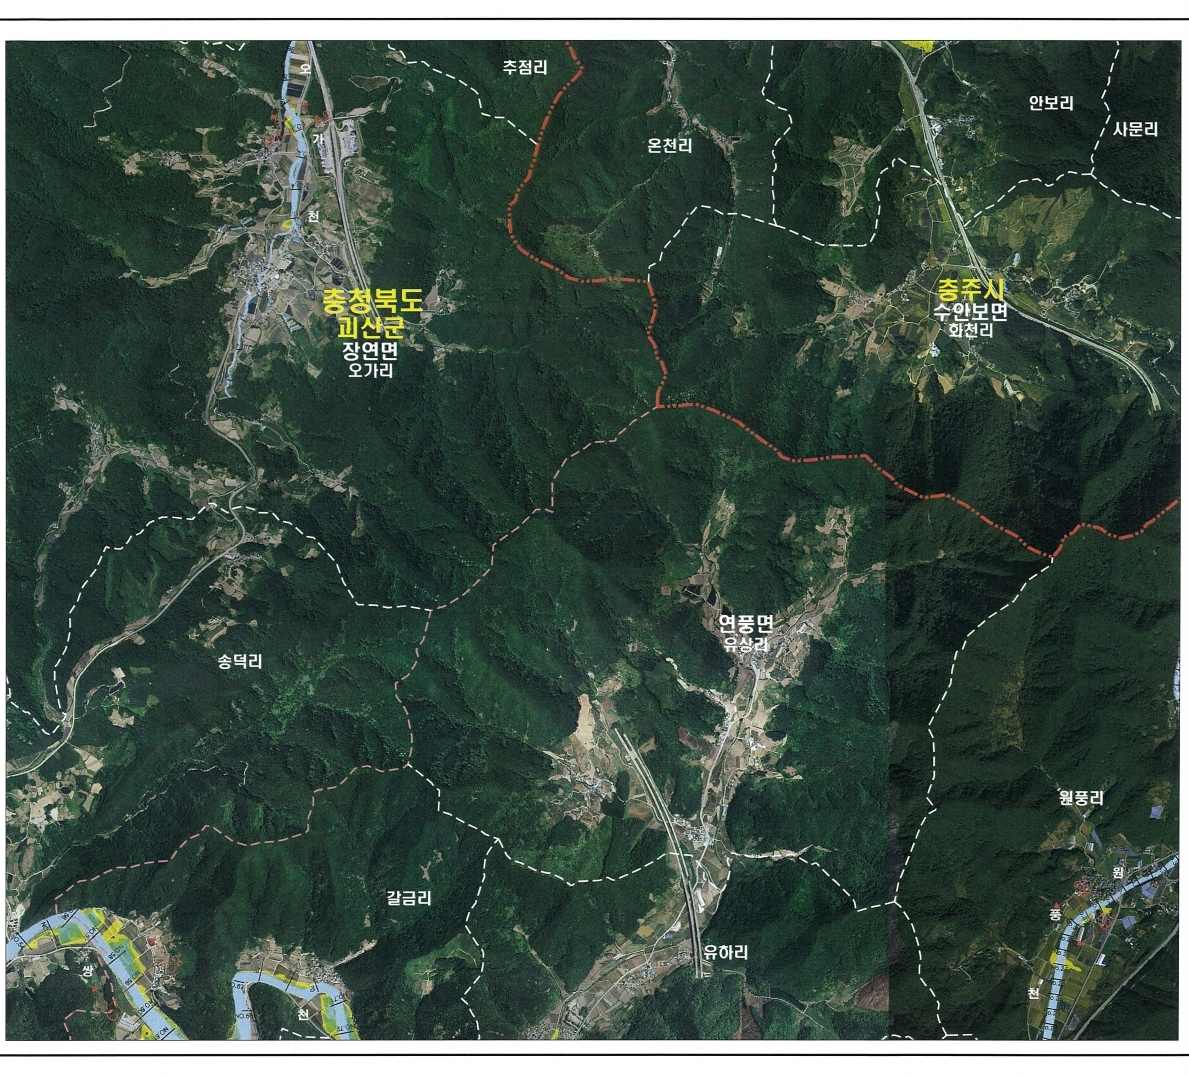 오
가
천
추점리
온천리
안보리
사문리
충청북도
괴산군
장연면
오가리
충주시
수안보면
화천리
송덕리
연풍면
유상리
원풍리
갈금리
유하리
쌍
천
원
풍
천